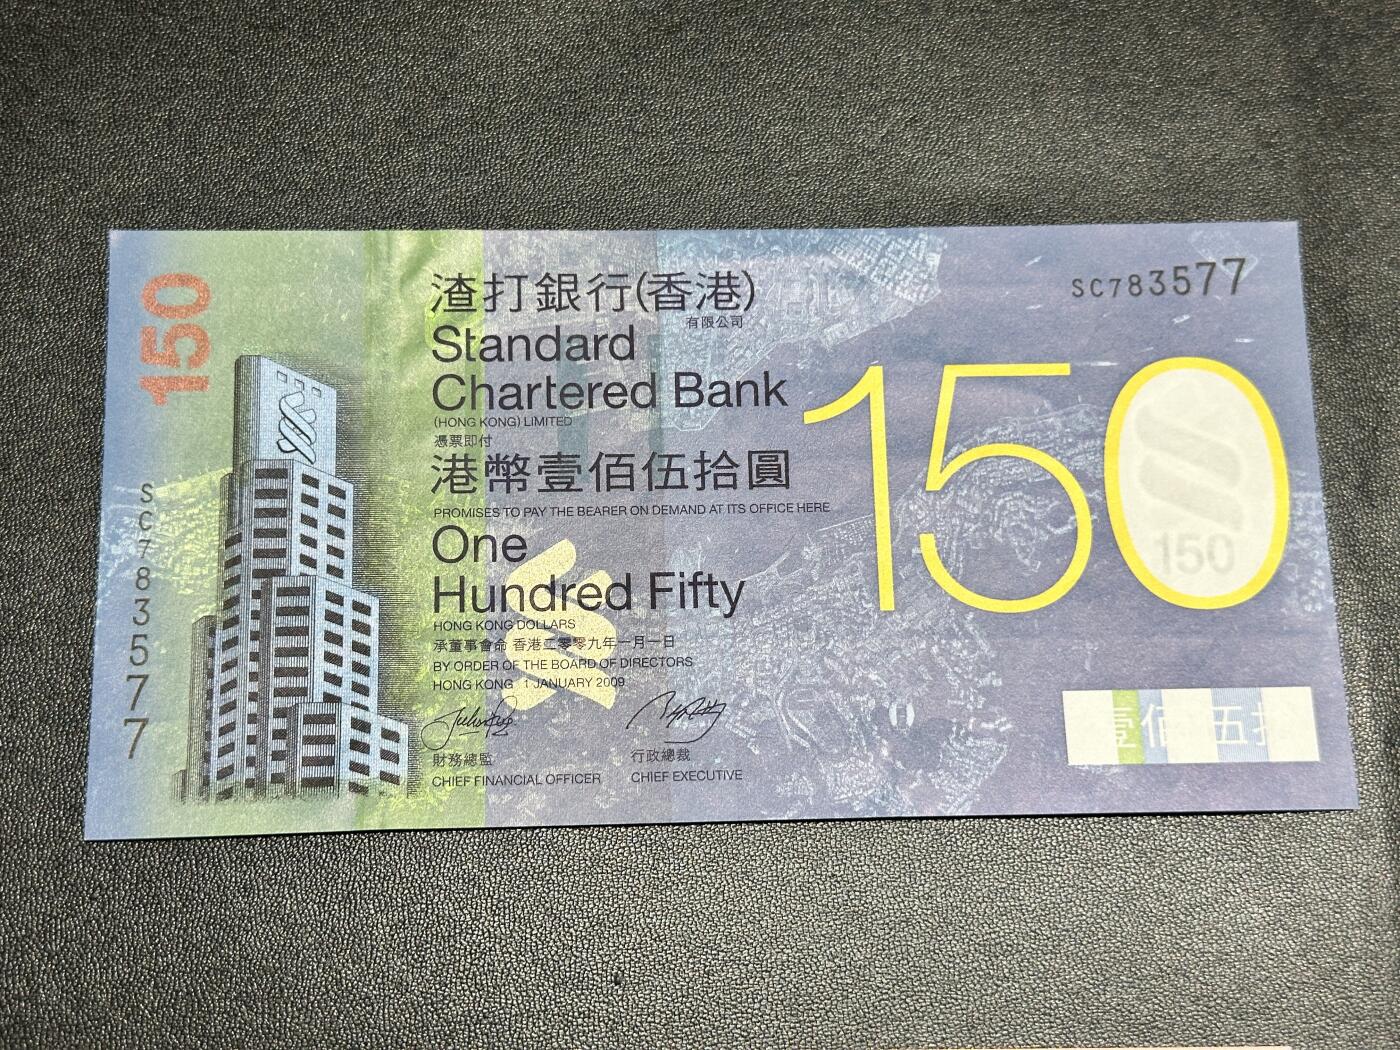 150
渣打銀行(香港)
有限公司
Standard
Chartered Bank
(HONG KONG) LIMITED
憑票即付
港幣壹佰伍拾圓
PROMISES TO PAY THE BEARER ON DEMAND AT ITS OFFICE HERE
One
Hundred Fifty
HONG KONG DOLLARS
承董事會命 香港二零零九年一月一日
BY ORDER OF THE BOARD OF DIRECTORS
HONG KONG 1 JANUARY 2009
財務總監
CHIEF FINANCIAL OFFICER
行政總裁
CHIEF EXECUTIVE
SC783577
SC783577
150
150